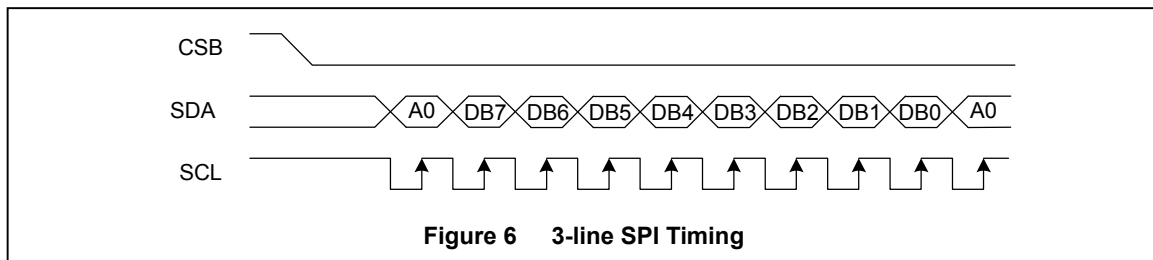 CSB
SDA A0 DB7 DB6 DB5 DB4 DB3 DB2 DB1 DB0 A0
SCL
Figure 6 3-line SPI Timing